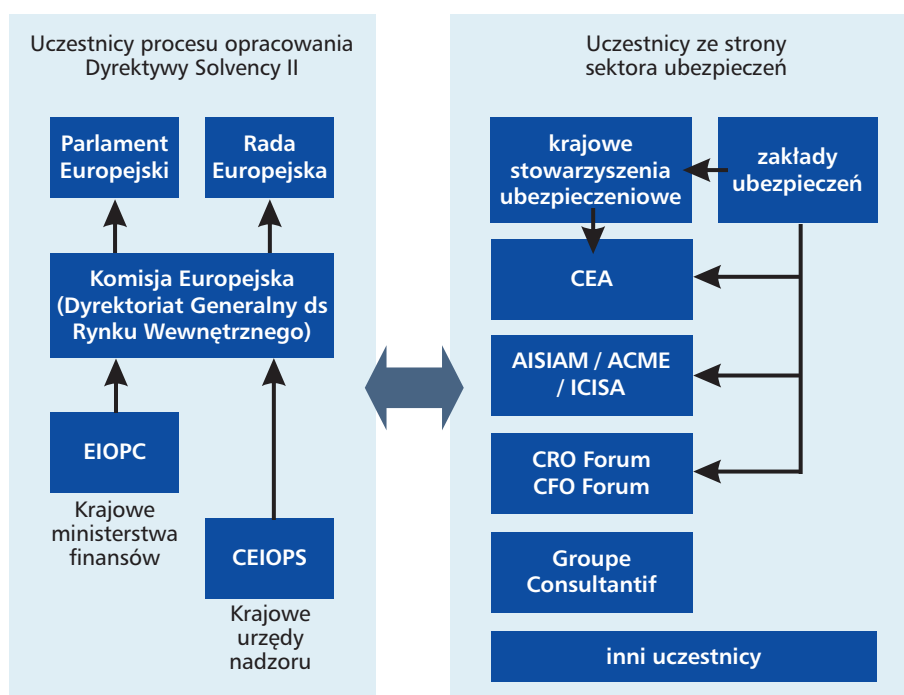 Uczestnicy procesu opracowania
Dyrektywy Solvency II
Parlament
Europejski
Rada
Europejska
Komisja Europejska
(Dyrektoriat Generalny ds
Rynku Wewnętrznego)
EIOPC
Krajowe
ministerstwa
finansów
CEIOPS
Krajowe
urzędy
nadzoru
Uczestnicy ze strony
sektora ubezpieczeń
krajowe
stowarzyszenia
ubezpieczeniowe
zakłady
ubezpieczeń
CEA
AISIAM / ACME
/ ICISA
CRO Forum
CFO Forum
Groupe
Consultantif
inni uczestnicy